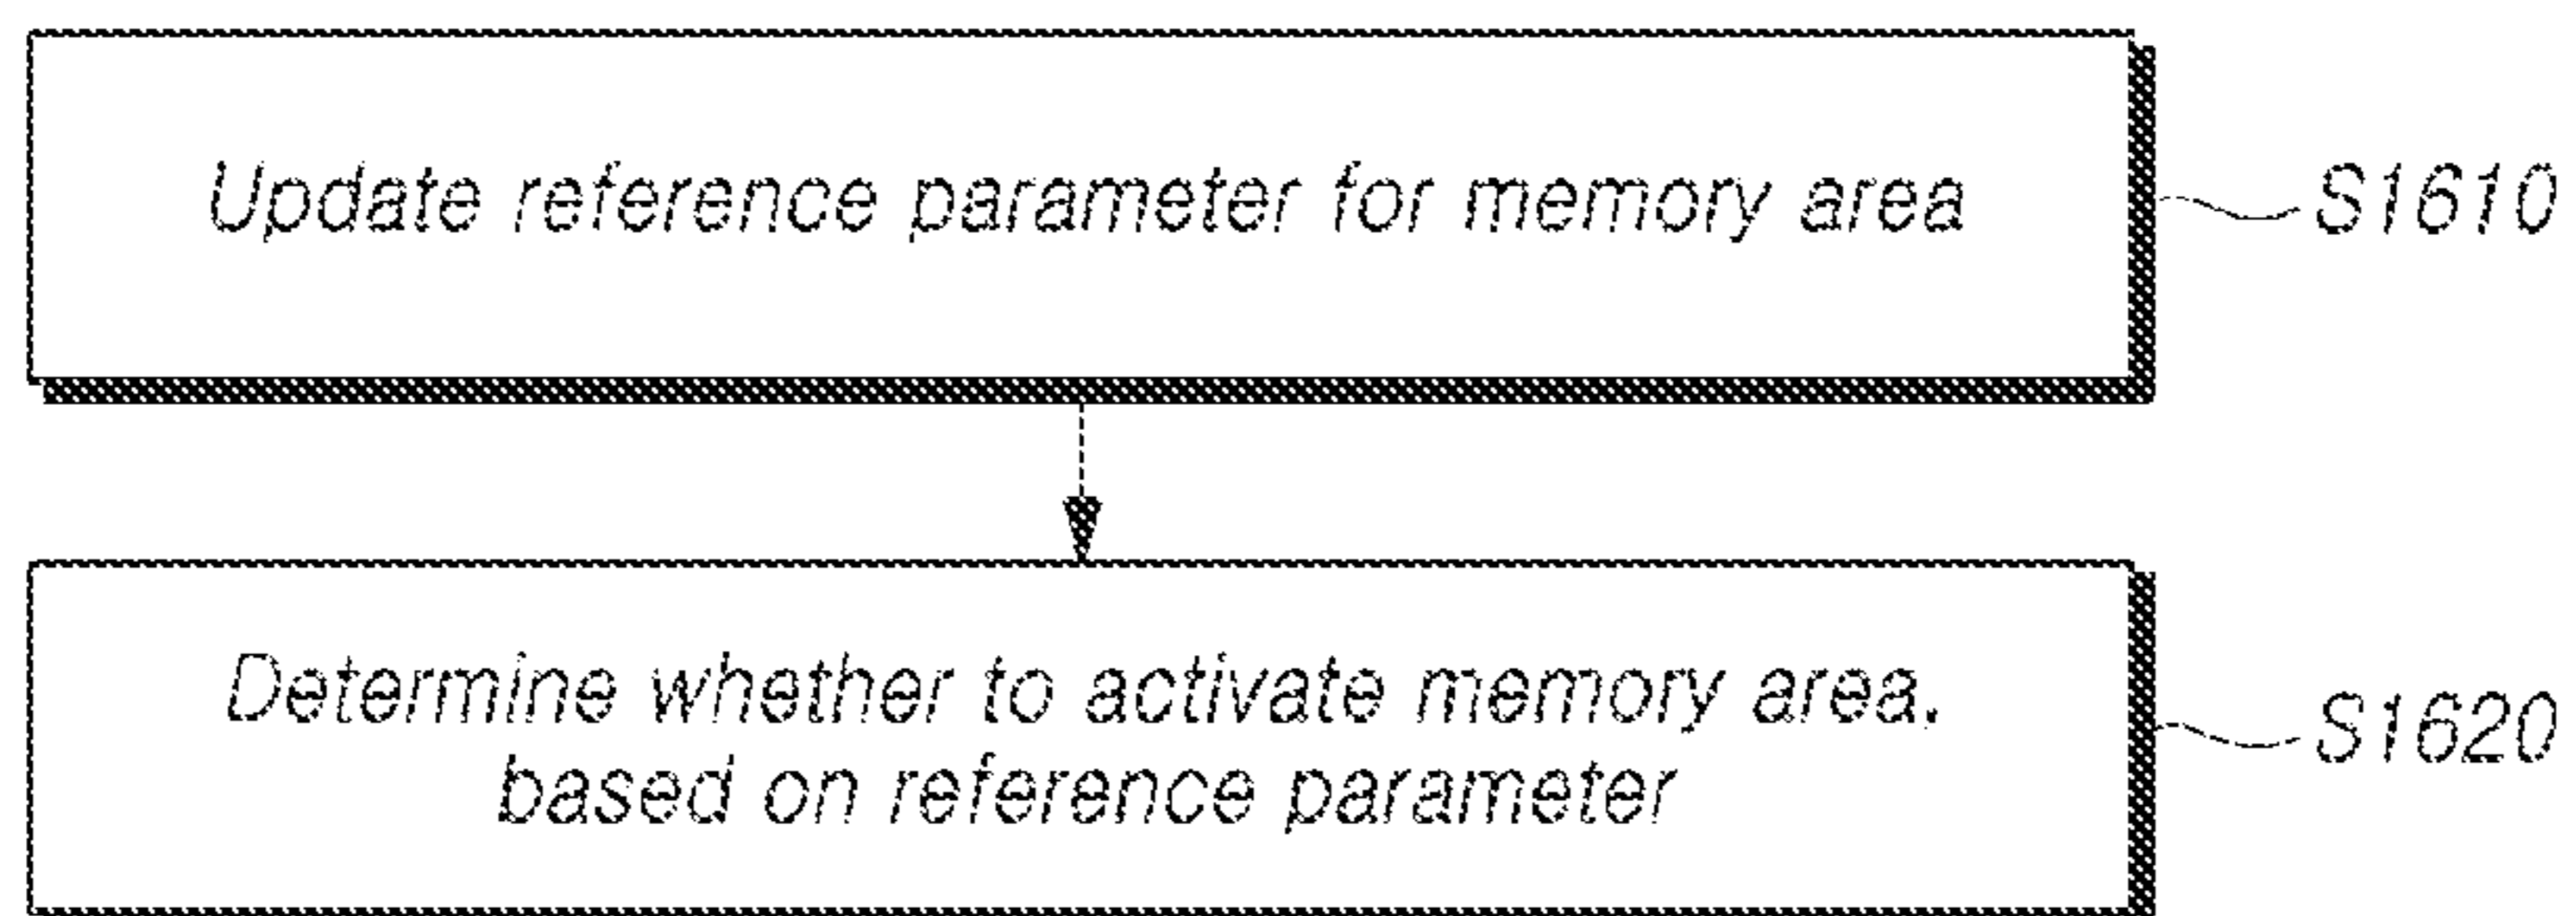 Update reference parameter for memory area
S1610
Determine whether to activate memory area,
based on reference parameter
S1620